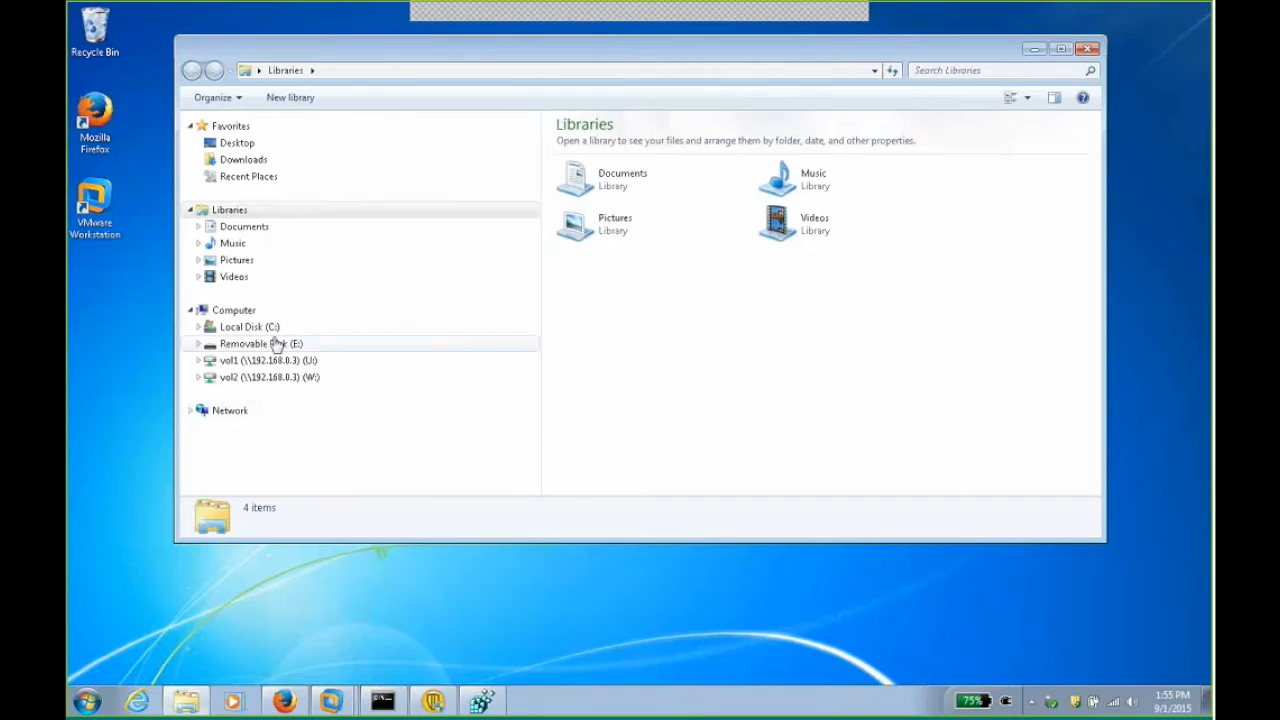 Recycle Bin
Mozilla
Firefox
VMware
Workstation
Libraries
Search Libraries
Organize
New library
Favorites
Desktop
Downloads
Recent Places
Libraries
Documents
Music
Pictures
Videos
Computer
Local Disk (C:)
Removable (E:)
vol1 (\\192.168.0.3) (U:)
vol2 (\\192.168.0.3) (W:)
Network
Libraries
Open a library to see your files and arrange them by folder, date, and other properties.
Documents
Library
Music
Library
Pictures
Library
Videos
Library
4 items
75%
1:55 PM
9/1/2015